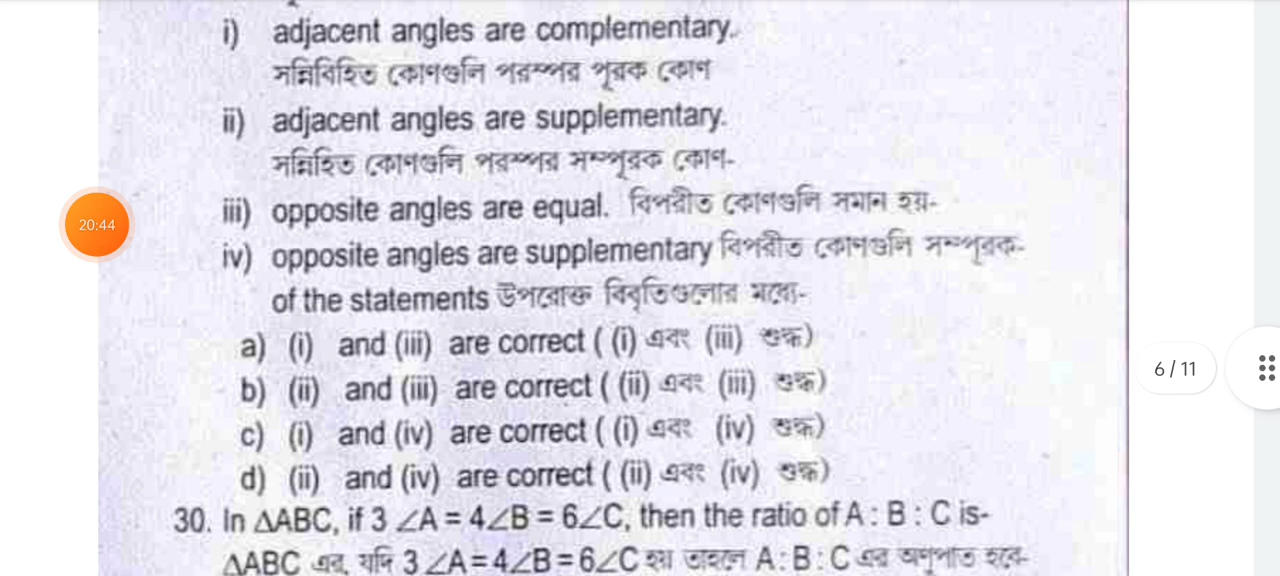 i) adjacent angles are complementary.
সন্নিবিহিত কোণগুলি পরস্পর পূরক কোণ
ii) adjacent angles are supplementary.
সন্নিহিত কোণগুলি পরস্পর সম্পূরক কোণ-
20:44
iii) opposite angles are equal. বিপরীত কোণগুলি সমান হয়-
iv) opposite angles are supplementary বিপরীত কোণগুলি সম্পূরক-
of the statements উপরোক্ত বিবৃতিগুলোর মধ্যে-
a) (i) and (iii) are correct ( (i) এবং (iii) শুদ্ধ)
6 / 11
b) (ii) and (iii) are correct ( (ii) এবং (iii) শুদ্ধ)
c) (i) and (iv) are correct ( (i) এবং (iv) শুদ্ধ)
d) (ii) and (iv) are correct ( (ii) এবং (iv) শুদ্ধ)
30. In ΔABC, if 3 ∠A = 4∠B = 6∠C, then the ratio of A : B : C is-
ΔABC এর, যদি 3 ∠A = 4∠B = 6∠C হয় তাহলে A : B : C এর অণুপাত হবে-